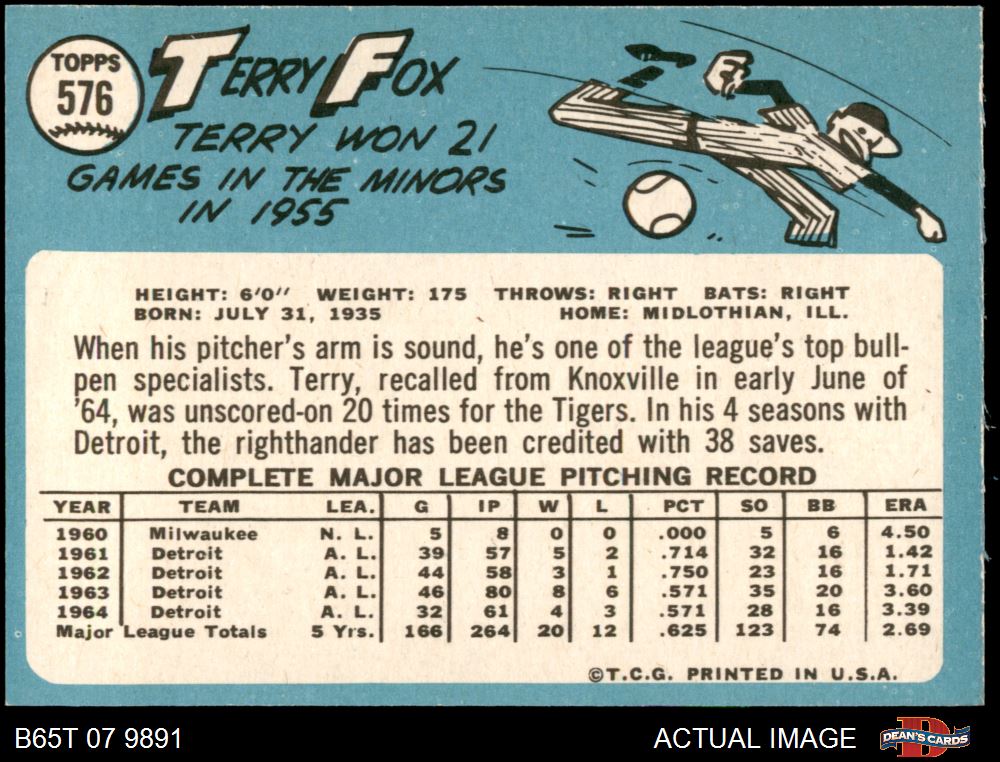 TOPPS
576
TERRY FOX
TERRY WON 21
GAMES IN THE MINORS
IN 1955
HEIGHT: 6'0" WEIGHT: 175 THROWS: RIGHT BATS: RIGHT
BORN: JULY 31, 1935 HOME: MIDLOTHIAN, ILL.
When his pitcher's arm is sound, he's one of the league's top bull-
pen specialists. Terry, recalled from Knoxville in early June of
'64, was unscored-on 20 times for the Tigers. In his 4 seasons with
Detroit, the righthander has been credited with 38 saves.
COMPLETE MAJOR LEAGUE PITCHING RECORD
YEAR TEAM LEA. G IP W L PCT SO BB ERA
1960 Milwaukee N. L. 5 8 0 0 .000 5 6 4.50
1961 Detroit A. L. 39 57 5 2 .714 32 16 1.42
1962 Detroit A. L. 44 58 3 1 .750 23 16 1.71
1963 Detroit A. L. 46 80 8 6 .571 35 20 3.60
1964 Detroit A. L. 32 61 4 3 .571 28 16 3.39
Major League Totals 5 Yrs. 166 264 20 12 .625 123 74 2.69
©T.C.G. PRINTED IN U.S.A.
B65T 07 9891 ACTUAL IMAGE DEAN'S CARDS